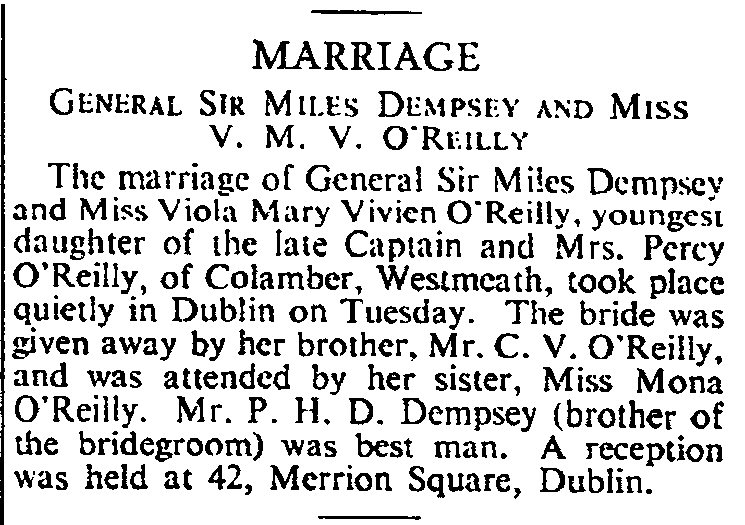 MARRIAGE
GENERAL SIR MILES DEMPSEY AND MISS
V. M. V. O'REILLY
The marriage of General Sir Miles Dempsey
and Miss Viola Mary Vivien O'Reilly, youngest
daughter of the late Captain and Mrs. Percy
O'Reilly, of Colamber, Westmeath, took place
quietly in Dublin on Tuesday. The bride was
given away by her brother, Mr. C. V. O'Reilly,
and was attended by her sister, Miss Mona
O'Reilly. Mr. P. H. D. Dempsey (brother of
the bridegroom) was best man. A reception
was held at 42, Merrion Square, Dublin.